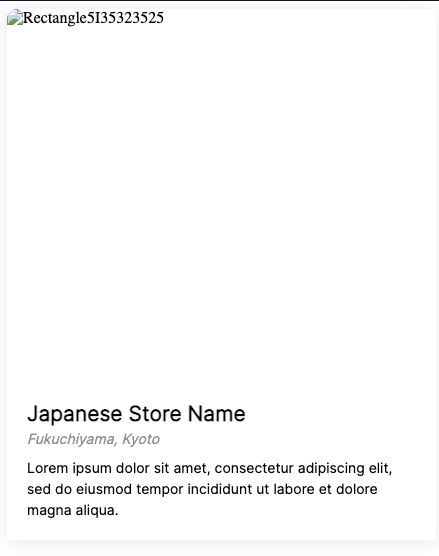 Rectangle5I35323525
Japanese Store Name
Fukuchiyama, Kyoto
Lorem ipsum dolor sit amet, consectetur adipiscing elit,
sed do eiusmod tempor incididunt ut labore et dolore
magna aliqua.